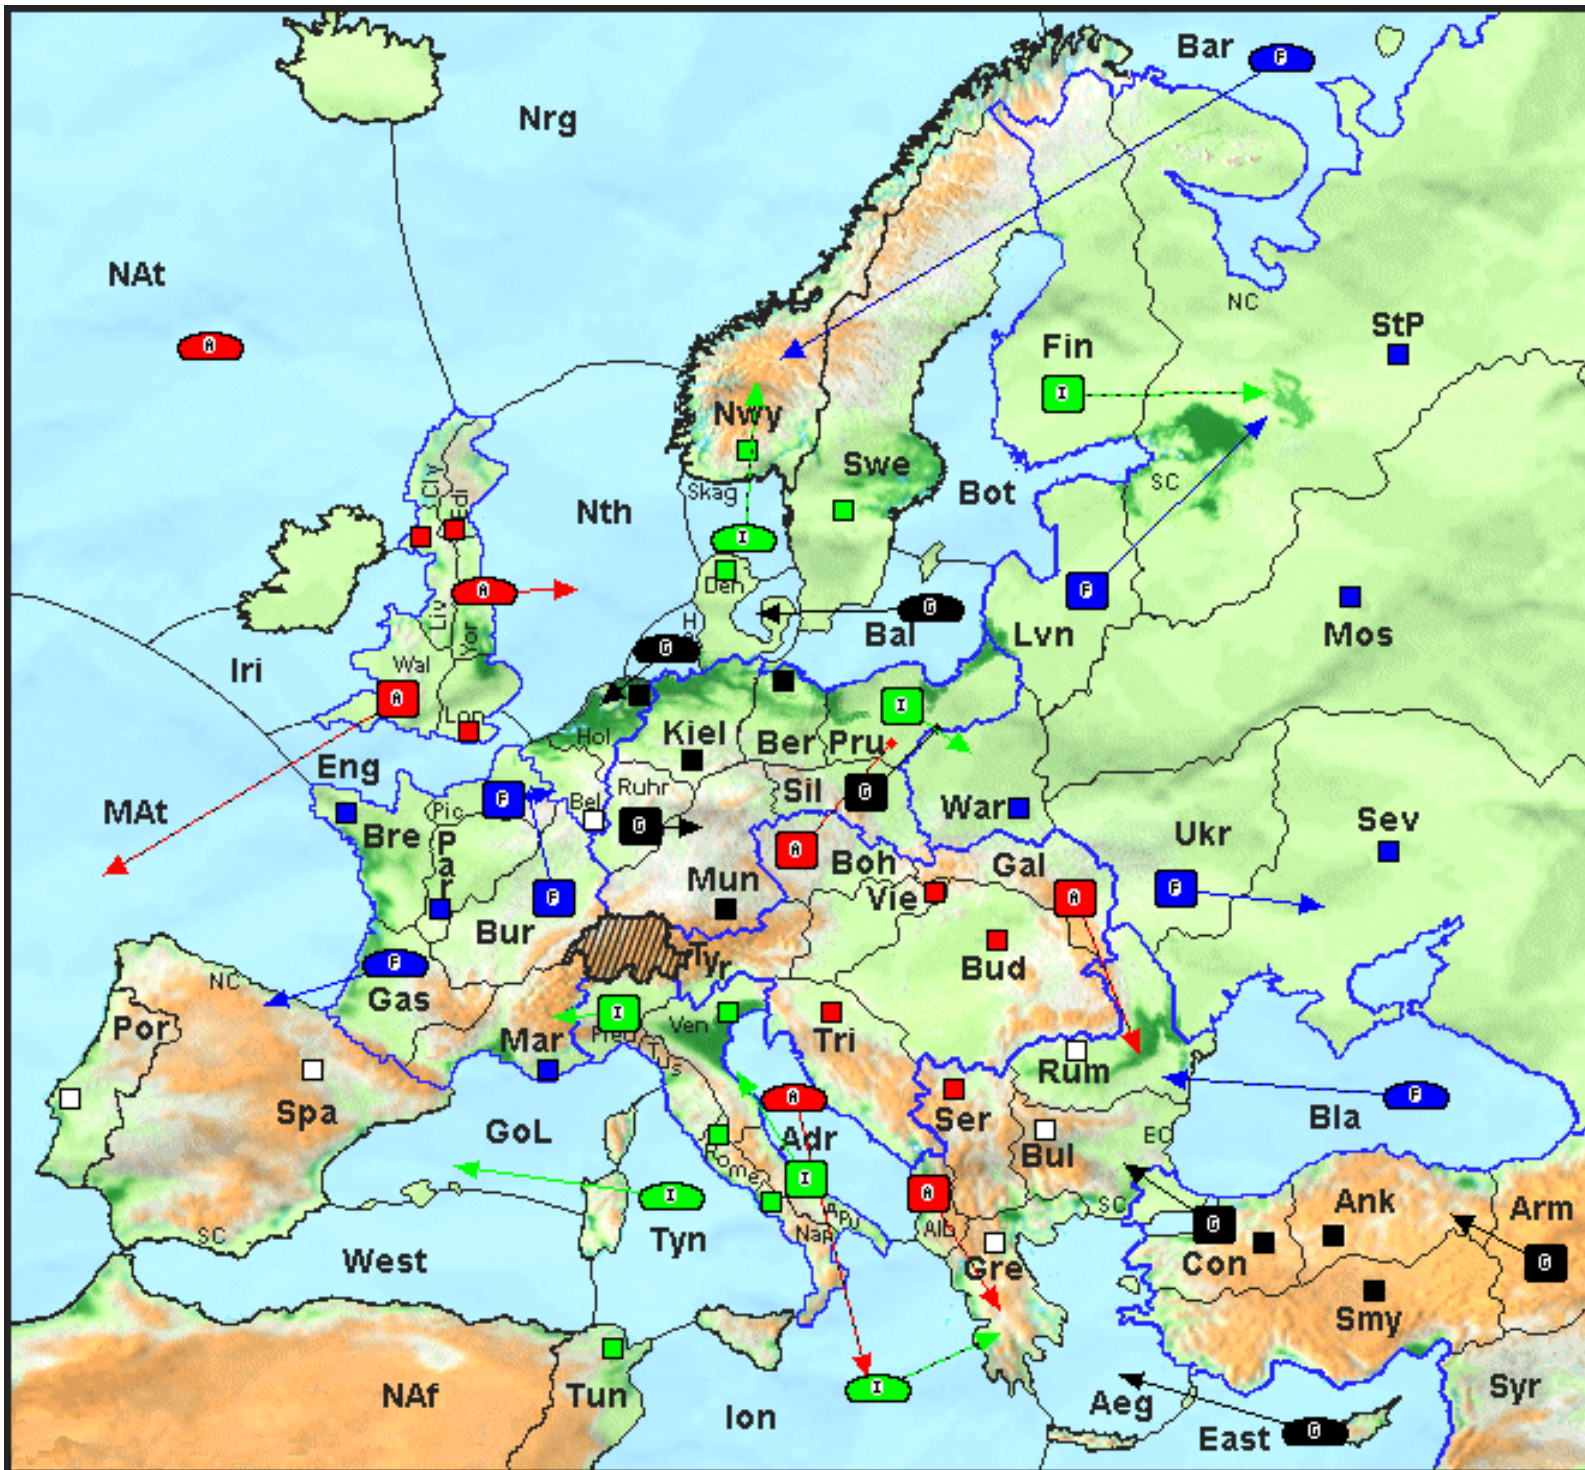 Bar
F
Nrg
NAt
A
NC
StP
Fin
I
Nwy
Swe
Skag
Bot
SC
Nth
Cly
Edi
I
Den
F
A
G
Bal
Lvn
Mos
H
G
Liv
Yor
Iri
Wal
A
Lon
I
Hol
Kiel
Ber
Pru
Eng
Ruhr
Sil
G
War
MAt
F
Pic
Bel
G
Ukr
Sev
Bre
Par
A
Boh
Gal
Mun
Vie
A
F
F
Bur
Bud
Tyr
F
Gas
NC
Por
Mar
I
Pied
Ven
Tri
Tus
Rum
Spa
A
Ser
F
Bla
GoL
Adr
Bul
EC
Rome
I
A
I
Ank
Arm
SC
Apu
Nap
Alb
SC
G
Tyn
West
Gre
Con
G
Smy
I
NAf
Tun
Ion
Aeg
Syr
East
G